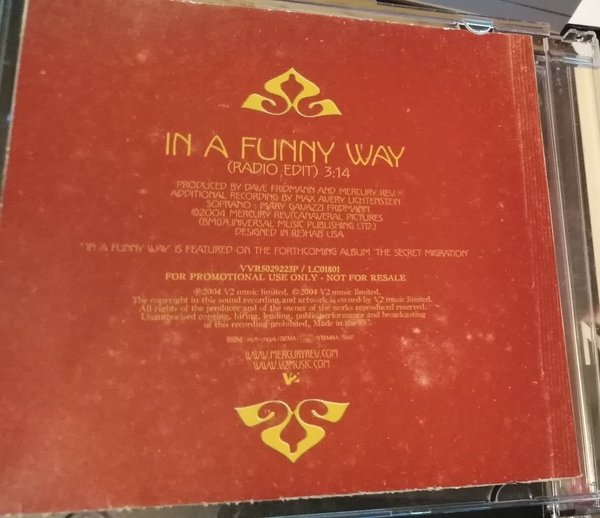 IN A FUNNY WAY
(RADIO EDIT) 3:14
PRODUCED BY DAVE FRIDMANN AND MERCURY REV
ADDITIONAL RECORDING BY MAX AVERY LICHTENSTEIN
SOPRANO : MARY GAVAZZI FRIDMANN
©2004 MERCURY REV/CANAVERAL PICTURES
(BMI)/UNIVERSAL MUSIC PUBLISHING LTD.)
DESIGNED IN RE:HAB USA.
'IN A FUNNY WAY' IS FEATURED ON THE FORTHCOMING ALBUM 'THE SECRET MIGRATION'
VVR5029223P / LC01801
FOR PROMOTIONAL USE ONLY - NOT FOR RESALE
℗2004 V2 music limited. ©2004 V2 music limited.
The copyright in this sound recording and artwork is owned by V2 music limited.
All rights of the producer and of the owner of the works reproduced reserved.
Unauthorised copying, hiring, lending, public performance and broadcasting
of this recording prohibited. Made in the EC.
WWW.MERCURYREV.COM
WWW.V2MUSIC.COM
V2